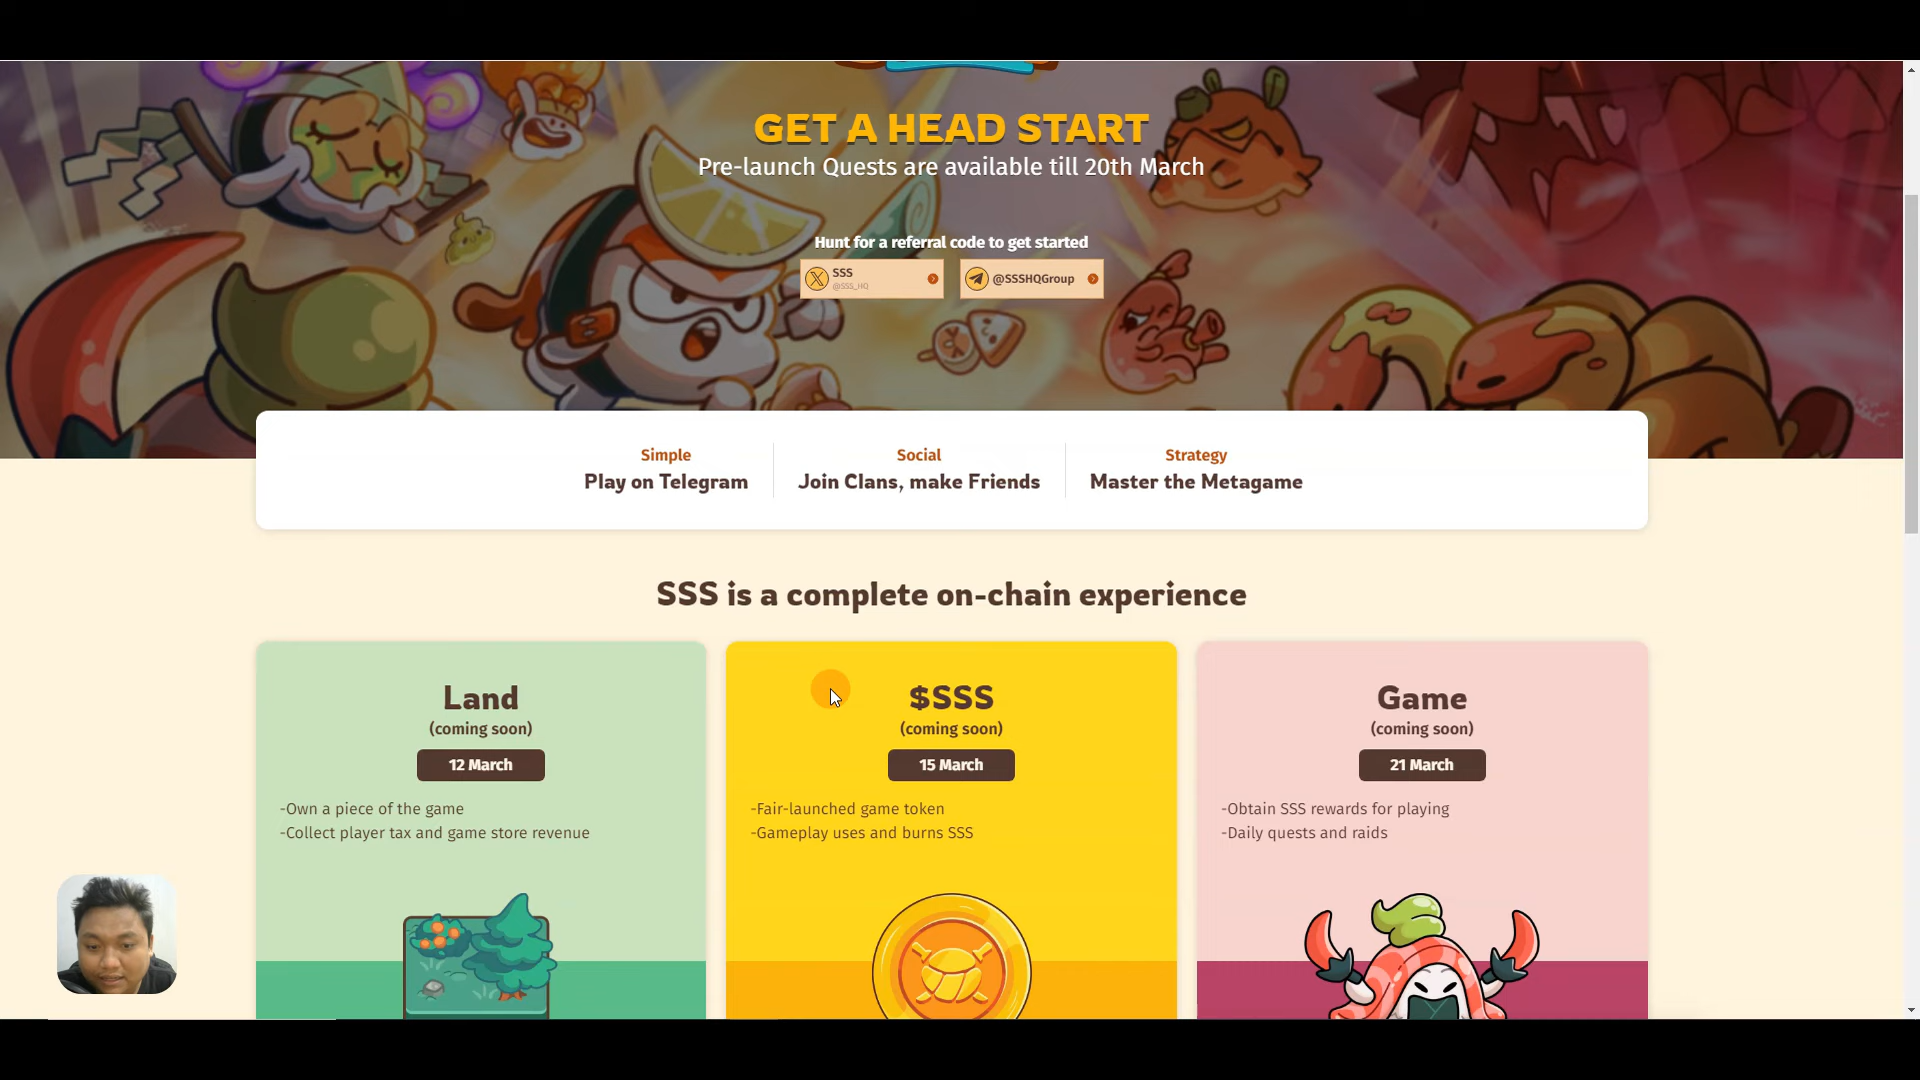 GET A HEAD START
Pre-launch Quests are available till 20th March
Hunt for a referral code to get started
SSS
@SSS_HQ
@SSSHQGroup
Simple
Play on Telegram
Social
Join Clans, make Friends
Strategy
Master the Metagame
SSS is a complete on-chain experience
Land
(coming soon)
12 March
-Own a piece of the game
-Collect player tax and game store revenue
$SSS
(coming soon)
15 March
-Fair-launched game token
-Gameplay uses and burns SSS
Game
(coming soon)
21 March
-Obtain SSS rewards for playing
-Daily quests and raids